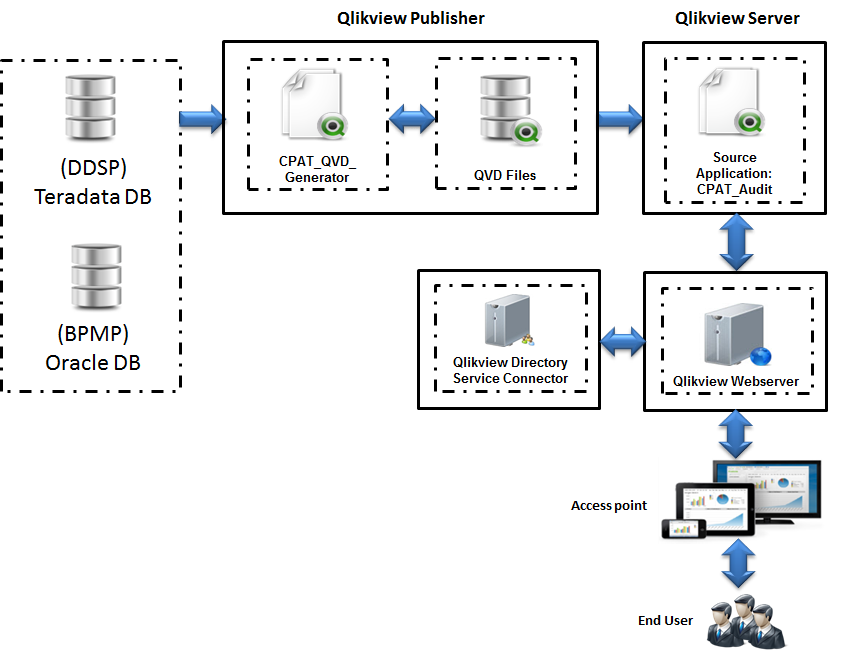 Qlikview Publisher
Qlikview Server
(DDSP)
Teradata DB
(BPMP)
Oracle DB
CPAT_QVD_
Generator
QVD Files
Source
Application:
CPAT_Audit
Qlikview Directory
Service Connector
Qlikview Webserver
Access point
End User